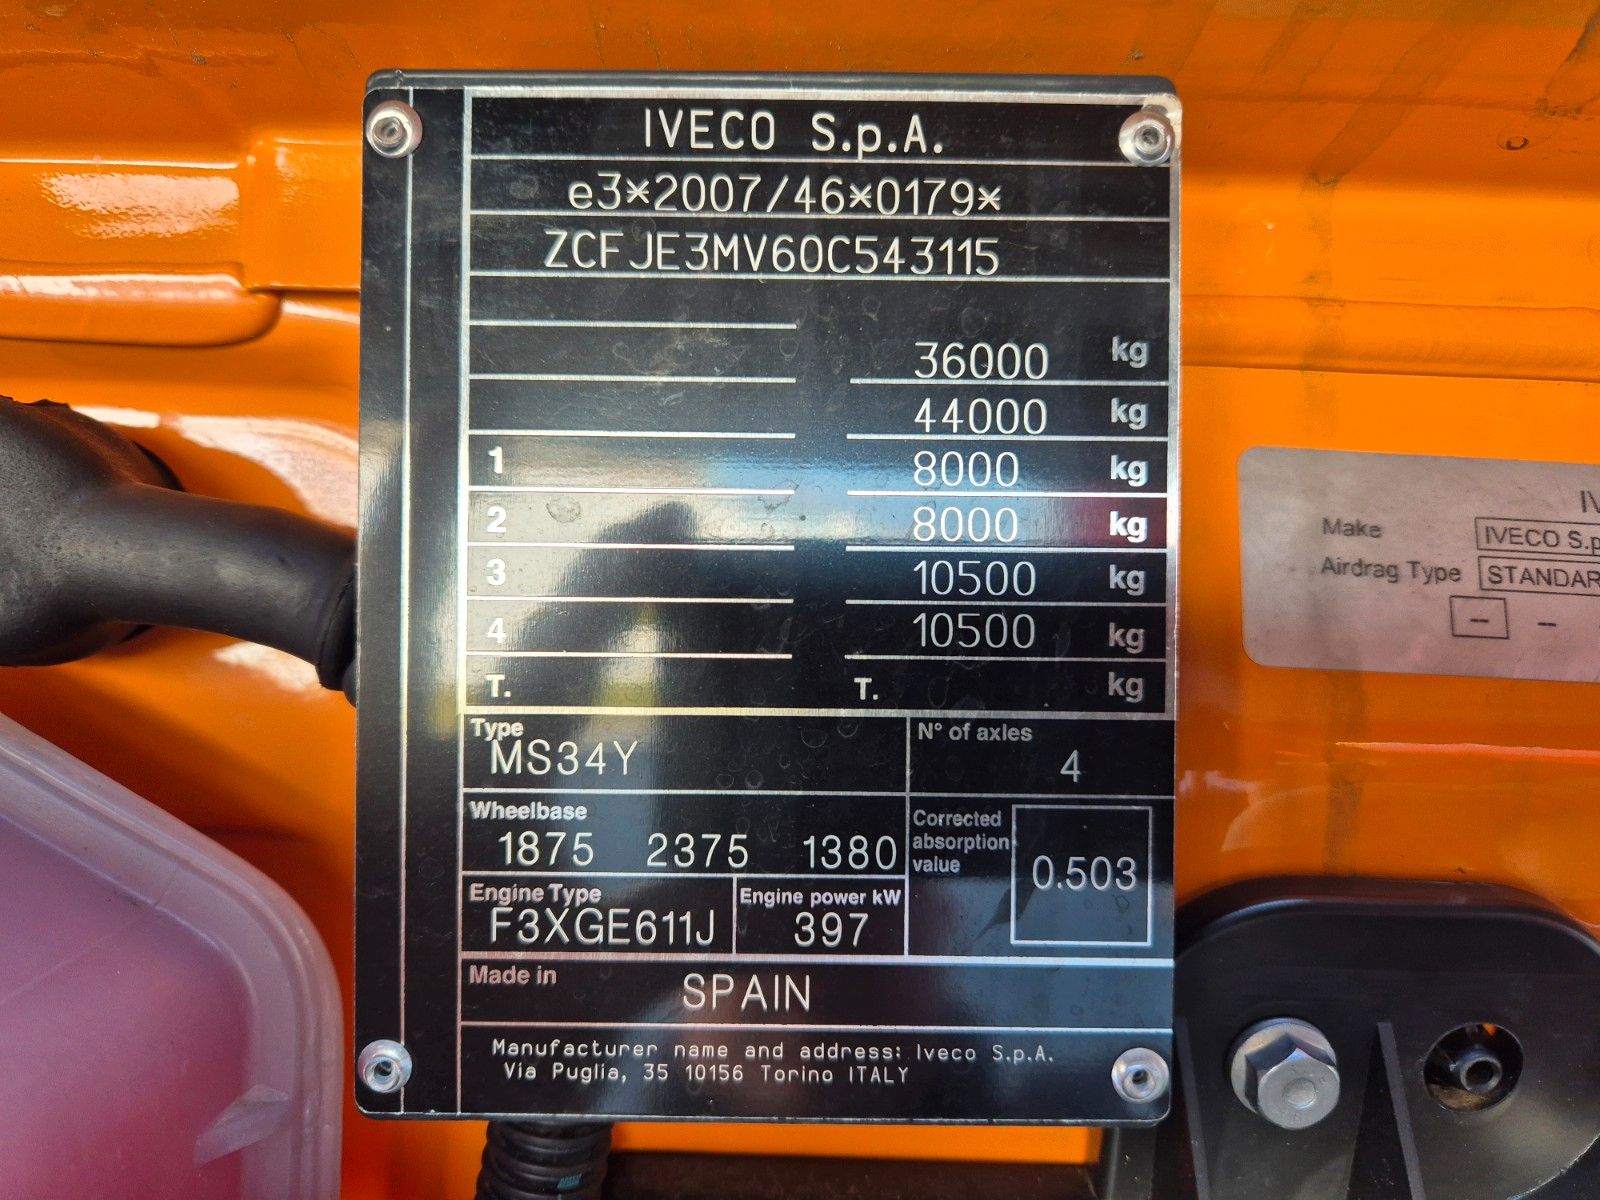 IVECO S.p.A.
e3*2007/46*0179*
ZCFJE3MV60C543115
36000 kg
44000 kg
1 8000 kg
2 8000 kg
3 10500 kg
4 10500 kg
T. T. kg
Type
MS34Y
N° of axles
4
Wheelbase
1875 2375 1380
Corrected
absorption
value
0.503
Engine Type
F3XGE611J
Engine power kW
397
Made in SPAIN
Manufacturer name and address: Iveco S.p.A.
Via Puglia, 35 10156 Torino ITALY
IV
Make IVECO S.p
Airdrag Type STANDAR
-- --